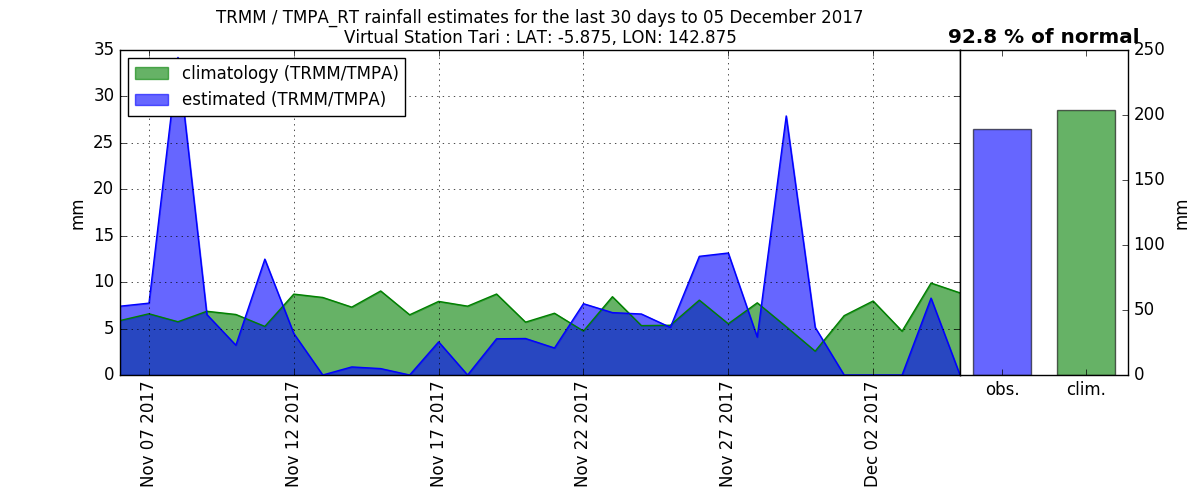 TRMM / TMPA_RT rainfall estimates for the last 30 days to 05 December 2017
Virtual Station Tari : LAT: -5.875, LON: 142.875
92.8 % of normal
climatology (TRMM/TMPA)
estimated (TRMM/TMPA)
35
30
25
20
15
10
5
0
mm
Nov 07 2017
Nov 12 2017
Nov 17 2017
Nov 22 2017
Nov 27 2017
Dec 02 2017
obs.
clim.
250
200
150
100
50
0
mm